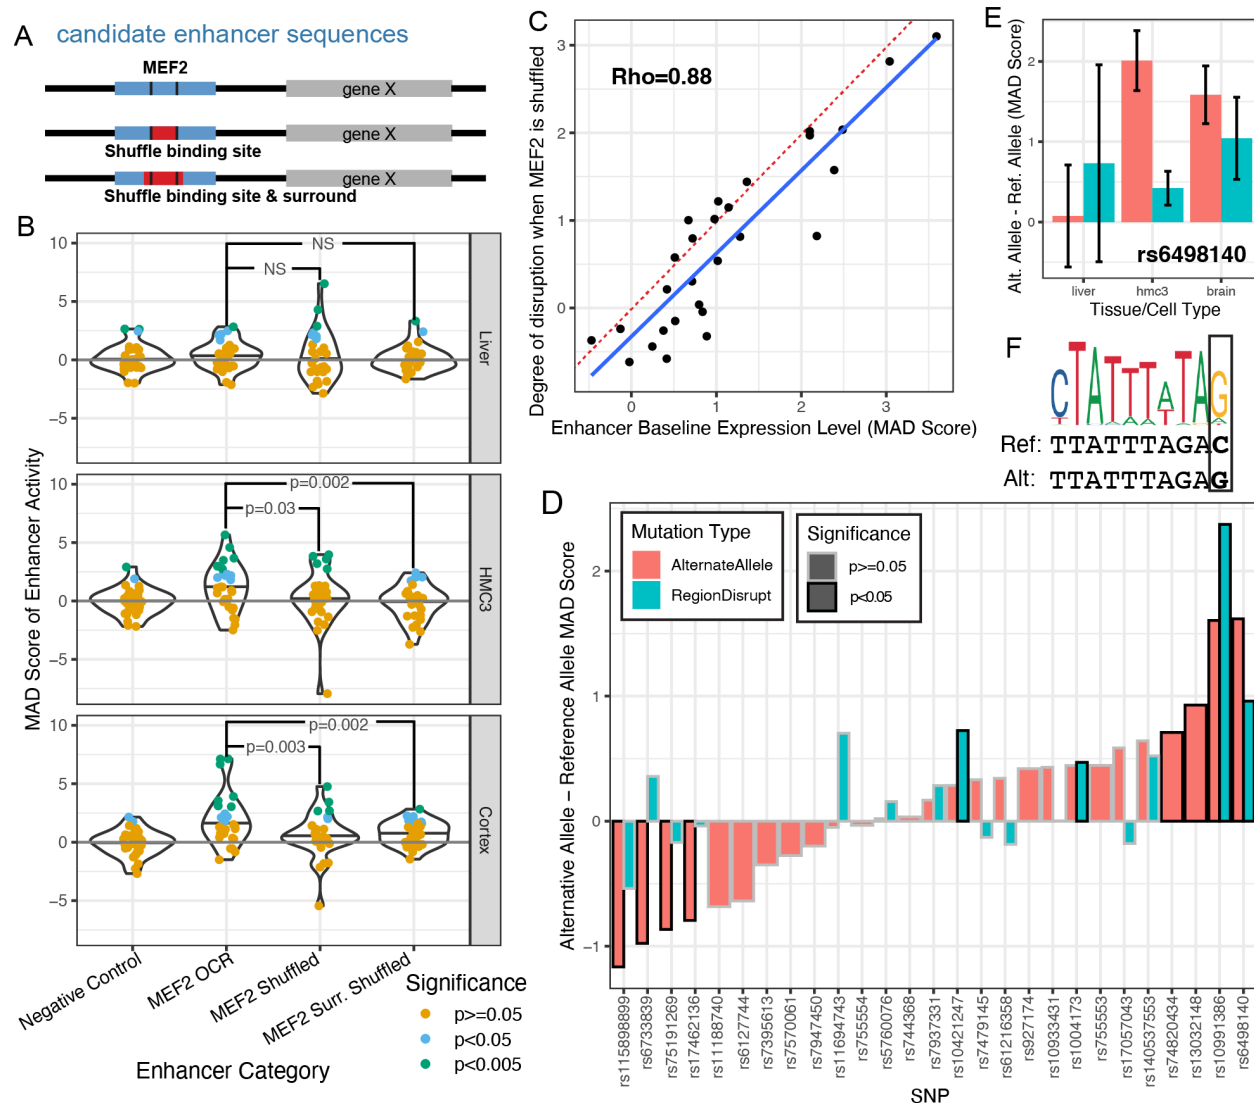 A
candidate enhancer sequences
MEF2
gene X
gene X
Shuffle binding site
gene X
Shuffle binding site & surround
B
MAD Score of Enhancer Activity
10
5
0
−5
NS
NS
Liver
10
5
0
−5
p=0.002
p=0.03
HMC3
10
5
0
−5
p=0.002
p=0.003
Cortex
Negative Control
MEF2 OCR
MEF2 Shuffled
MEF2 Surr. Shuffled
Enhancer Category
Significance
p>=0.05
p<0.05
p<0.005
C
Degree of disruption when MEF2 is shuffled
3
2
1
0
Rho=0.88
0
1
2
3
Enhancer Baseline Expression Level (MAD Score)
E
Alt. Allele - Ref. Allele (MAD Score)
2
1
0
rs6498140
liver
hmc3
brain
Tissue/Cell Type
F
CTATTTATAG
Ref: TTATTTAGAC
Alt: TTATTTAGAG
D
Alternative Allele − Reference Allele MAD Score
2
1
0
−1
Mutation Type
AlternateAllele
RegionDisrupt
Significance
p>=0.05
p<0.05
rs115898899
rs6733839
rs75191269
rs17462136
rs11188740
rs6127744
rs7395613
rs7570061
rs7947450
rs11694743
rs755554
rs5760076
rs744368
rs7937331
rs10421247
rs7479145
rs61216358
rs927174
rs10933431
rs1004173
rs755553
rs17057043
rs140537553
rs74820434
rs13032148
rs10991386
rs6498140
SNP